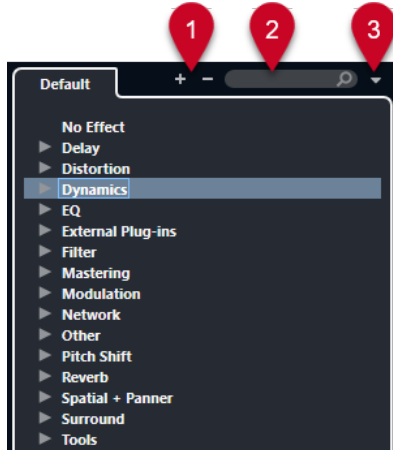 1 2 3
Default + −
No Effect
Delay
Distortion
Dynamics
EQ
External Plug-ins
Filter
Mastering
Modulation
Network
Other
Pitch Shift
Reverb
Spatial + Panner
Surround
Tools